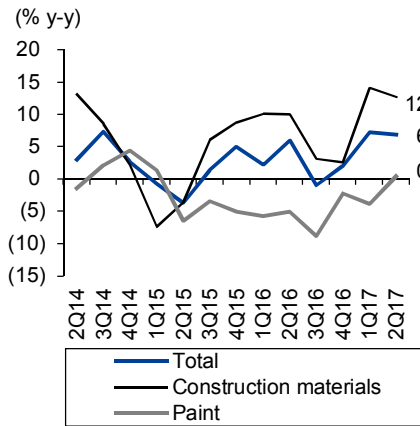 (% y-y)
20
15
10
5
0
(5)
(10)
(15)
12
6
0
2Q14
3Q14
4Q14
1Q15
2Q15
3Q15
4Q15
1Q16
2Q16
3Q16
4Q16
1Q17
2Q17
Total
Construction materials
Paint